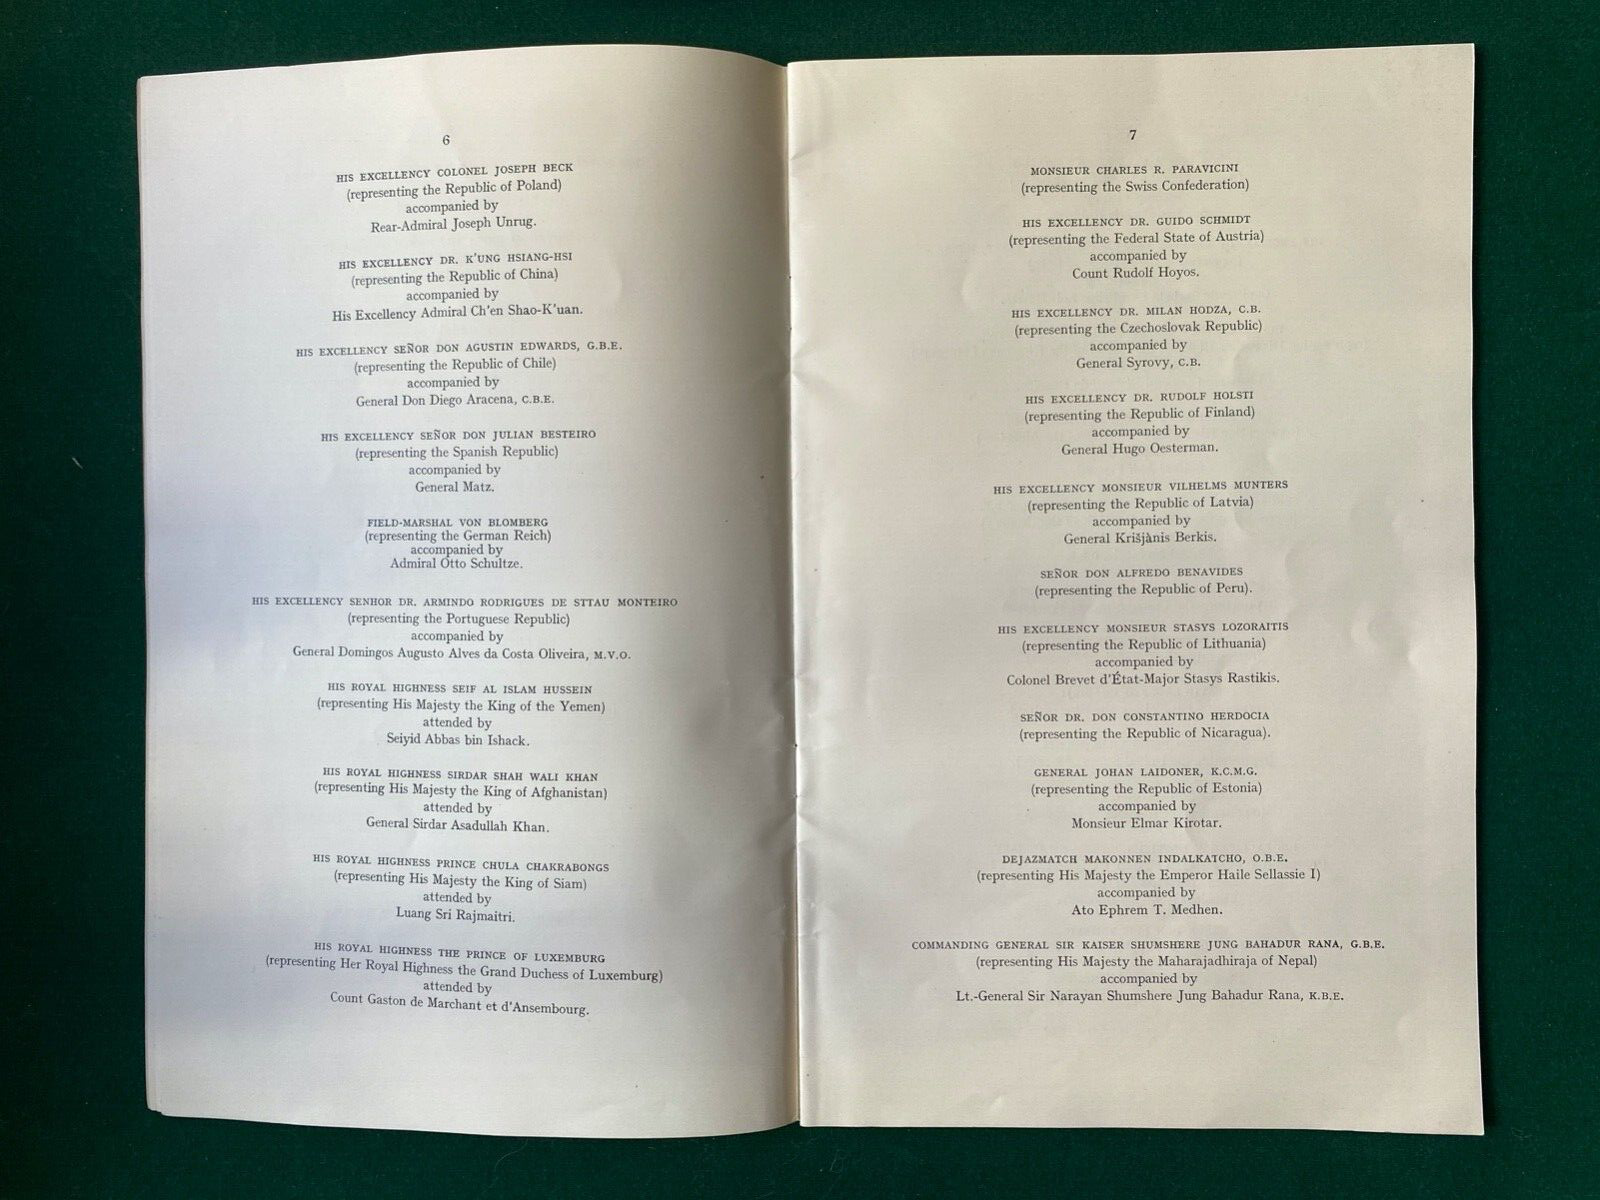 6
HIS EXCELLENCY COLONEL JOSEPH BECK
(representing the Republic of Poland)
accompanied by
Rear-Admiral Joseph Unrug.
HIS EXCELLENCY DR. K'UNG HSIANG-HSI
(representing the Republic of China)
accompanied by
His Excellency Admiral Ch'en Shao-K'uan.
HIS EXCELLENCY SEÑOR DON AGUSTIN EDWARDS, G.B.E.
(representing the Republic of Chile)
accompanied by
General Don Diego Aracena, C.B.E.
HIS EXCELLENCY SEÑOR DON JULIAN BESTEIRO
(representing the Spanish Republic)
accompanied by
General Matz.
FIELD-MARSHAL VON BLOMBERG
(representing the German Reich)
accompanied by
Admiral Otto Schultze.
HIS EXCELLENCY SENHOR DR. ARMINDO RODRIGUES DE STTAU MONTEIRO
(representing the Portuguese Republic)
accompanied by
General Domingos Augusto Alves da Costa Oliveira, M.V.O.
HIS ROYAL HIGHNESS SEIF AL ISLAM HUSSEIN
(representing His Majesty the King of the Yemen)
attended by
Seiyid Abbas bin Ishack.
HIS ROYAL HIGHNESS SIRDAR SHAH WALI KHAN
(representing His Majesty the King of Afghanistan)
attended by
General Sirdar Asadullah Khan.
HIS ROYAL HIGHNESS PRINCE CHULA CHAKRABONGS
(representing His Majesty the King of Siam)
attended by
Luang Sri Rajmaitri.
HIS ROYAL HIGHNESS THE PRINCE OF LUXEMBURG
(representing Her Royal Highness the Grand Duchess of Luxemburg)
attended by
Count Gaston de Marchant et d'Ansembourg.
7
MONSIEUR CHARLES R. PARAVICINI
(representing the Swiss Confederation)
HIS EXCELLENCY DR. GUIDO SCHMIDT
(representing the Federal State of Austria)
accompanied by
Count Rudolf Hoyos.
HIS EXCELLENCY DR. MILAN HODZA, C.B.
(representing the Czechoslovak Republic)
accompanied by
General Syrovy, C.B.
HIS EXCELLENCY DR. RUDOLF HOLSTI
(representing the Republic of Finland)
accompanied by
General Hugo Oesterman.
HIS EXCELLENCY MONSIEUR VILHELMS MUNTERS
(representing the Republic of Latvia)
accompanied by
General Krišjànis Berkis.
SEÑOR DON ALFREDO BENAVIDES
(representing the Republic of Peru).
HIS EXCELLENCY MONSIEUR STASYS LOZORAITIS
(representing the Republic of Lithuania)
accompanied by
Colonel Brevet d'État-Major Stasys Rastikis.
SEÑOR DR. DON CONSTANTINO HERDOCIA
(representing the Republic of Nicaragua).
GENERAL JOHAN LAIDONER, K.C.M.G.
(representing the Republic of Estonia)
accompanied by
Monsieur Elmar Kirotar.
DEJAZMATCH MAKONNEN INDALKATCHO, O.B.E.
(representing His Majesty the Emperor Haile Sellassie I)
accompanied by
Ato Ephrem T. Medhen.
COMMANDING GENERAL SIR KAISER SHUMSHERE JUNG BAHADUR RANA, G.B.E.
(representing His Majesty the Maharajadhiraja of Nepal)
accompanied by
Lt.-General Sir Narayan Shumshere Jung Bahadur Rana, K.B.E.